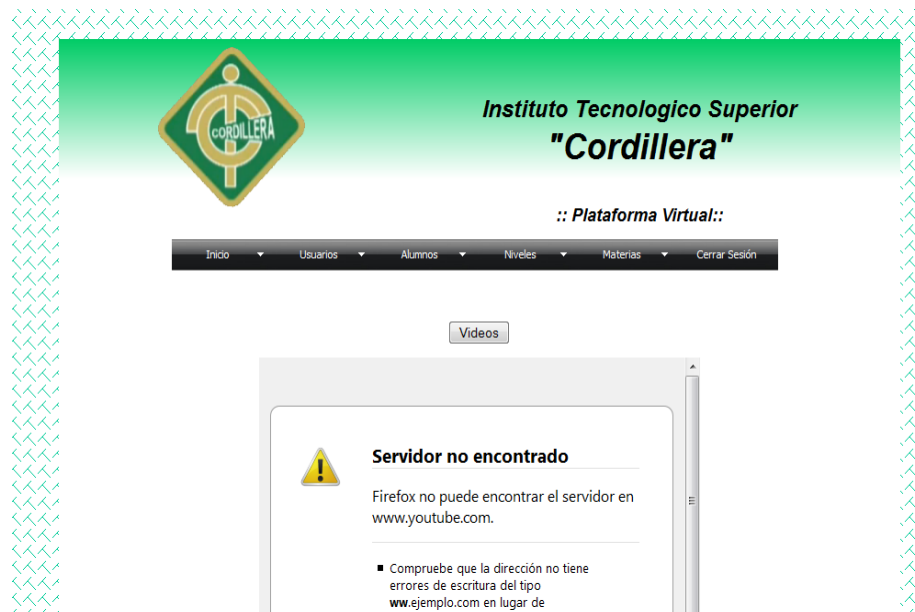 CORDILLERA
Instituto Tecnologico Superior
"Cordillera"
:: Plataforma Virtual::
Inicio Usuarios Alumnos Niveles Materias Cerrar Sesión
Videos
Servidor no encontrado
Firefox no puede encontrar el servidor en
www.youtube.com.
Compruebe que la dirección no tiene
errores de escritura del tipo
ww.ejemplo.com en lugar de